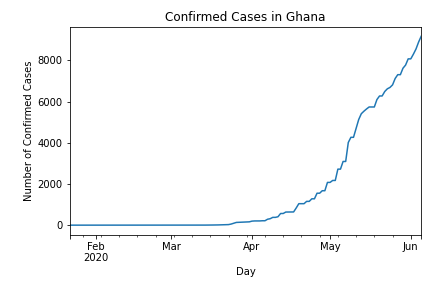 Confirmed Cases in Ghana
Number of Confirmed Cases
8000
6000
4000
2000
0
Feb Mar Apr May Jun
2020
Day